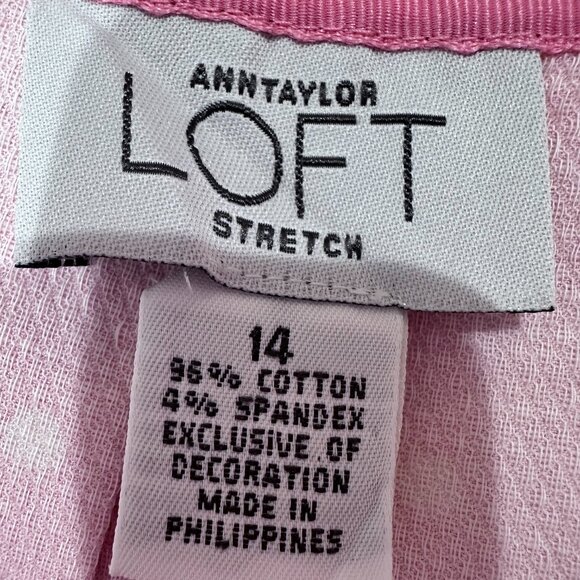 ANNTAYLOR
LOFT
STRETCH
14
96% COTTON
4% SPANDEX
EXCLUSIVE OF
DECORATION
MADE IN
PHILIPPINES